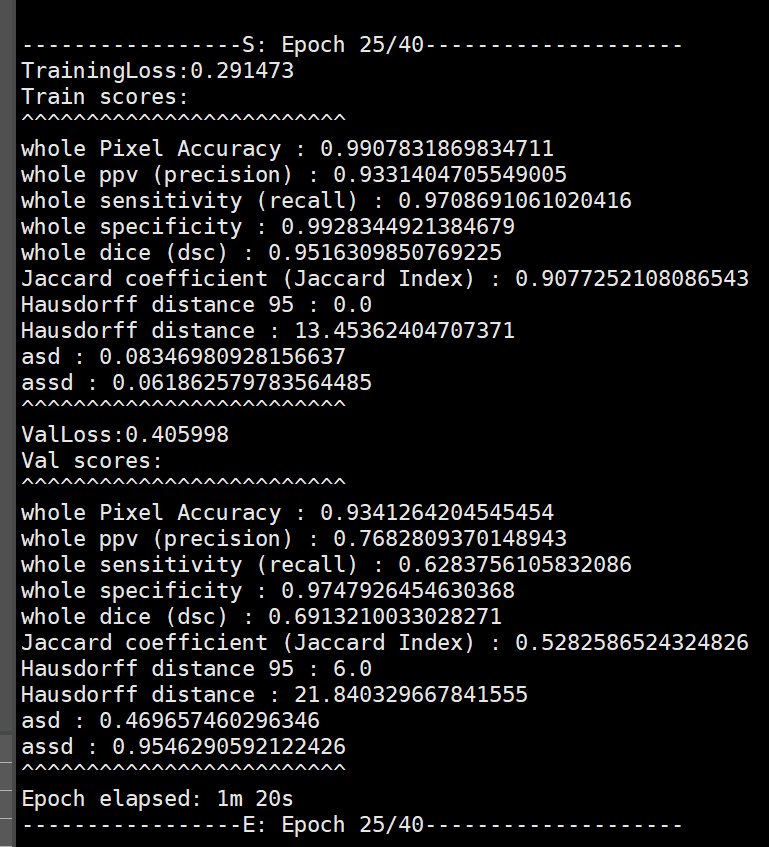 -----------------S: Epoch 25/40--------------------
TrainingLoss:0.291473
Train scores:
^^^^^^^^^^^^^^^^^^^^^^^^^
whole Pixel Accuracy : 0.9907831869834711
whole ppv (precision) : 0.9331404705549005
whole sensitivity (recall) : 0.9708691061020416
whole specificity : 0.9928344921384679
whole dice (dsc) : 0.9516309850769225
Jaccard coefficient (Jaccard Index) : 0.9077252108086543
Hausdorff distance 95 : 0.0
Hausdorff distance : 13.45362404707371
asd : 0.08346980928156637
assd : 0.061862579783564485
^^^^^^^^^^^^^^^^^^^^^^^^^
ValLoss:0.405998
Val scores:
^^^^^^^^^^^^^^^^^^^^^^^^^
whole Pixel Accuracy : 0.9341264204545454
whole ppv (precision) : 0.7682809370148943
whole sensitivity (recall) : 0.6283756105832086
whole specificity : 0.9747926454630368
whole dice (dsc) : 0.6913210033028271
Jaccard coefficient (Jaccard Index) : 0.5282586524324826
Hausdorff distance 95 : 6.0
Hausdorff distance : 21.840329667841555
asd : 0.469657460296346
assd : 0.9546290592122426
^^^^^^^^^^^^^^^^^^^^^^^^^
Epoch elapsed: 1m 20s
-----------------E: Epoch 25/40--------------------